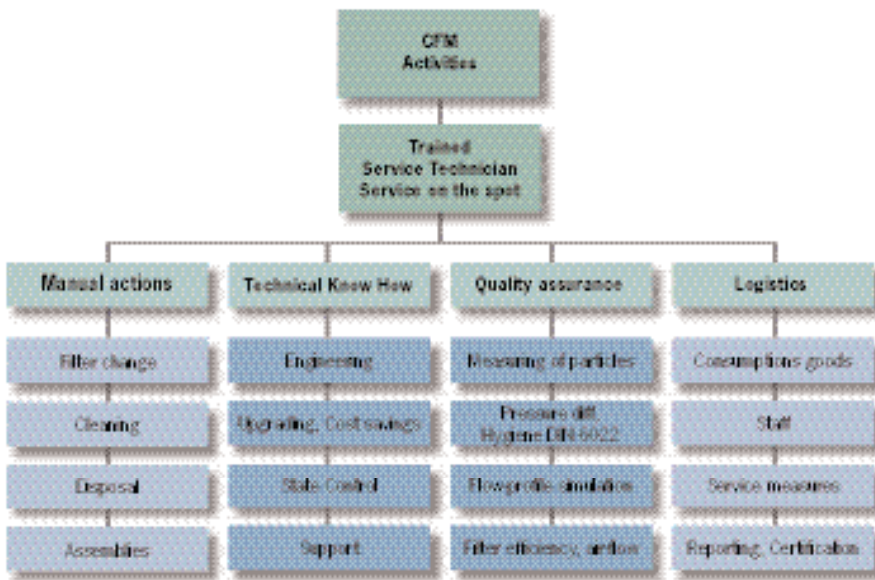 CFM
Activities
Trained
Service Technician
Service on the spot
Manual actions
Technical Know How
Quality assurance
Logistics
Filter change
Engineering
Measuring of particles
Consumptions goods
Cleaning
Upgrading, Cost savings
Pressure diff.
Hygiene DIN 6022
Staff
Disposal
State Control
Flow-profile simulation
Service measures
Assemblies
Support
Filter efficiency, airflow
Reporting, Certification